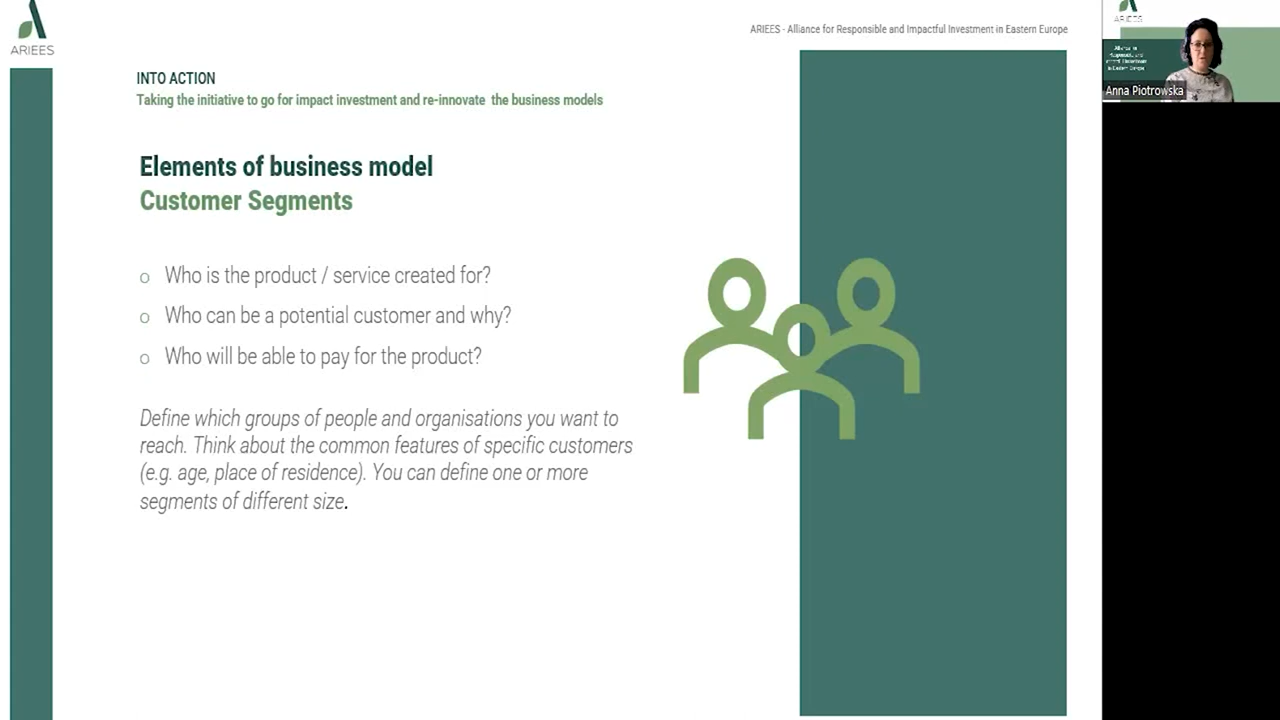 ARIEES
ARIEES - Alliance for Responsible and Impactful Investment in Eastern Europe
INTO ACTION
Taking the initiative to go for impact investment and re-innovate the business models
Elements of business model
Customer Segments
o Who is the product / service created for?
o Who can be a potential customer and why?
o Who will be able to pay for the product?
Define which groups of people and organisations you want to
reach. Think about the common features of specific customers
(e.g. age, place of residence). You can define one or more
segments of different size.
ARIEES
Anna Piotrowska